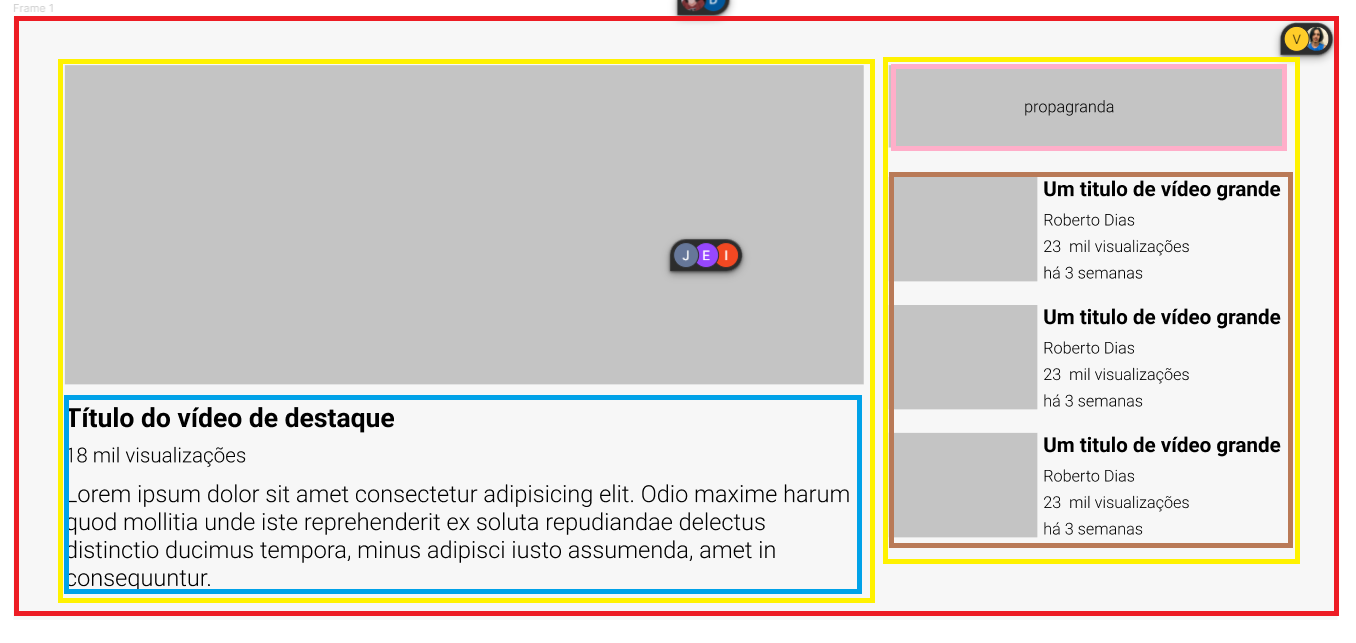 Frame 1
D
V
propagranda
J E I
Título do vídeo de destaque
18 mil visualizações
Lorem ipsum dolor sit amet consectetur adipisicing elit. Odio maxime harum
quod mollitia unde iste reprehenderit ex soluta repudiandae delectus
distinctio ducimus tempora, minus adipisci iusto assumenda, amet in
consequuntur.
Um titulo de vídeo grande
Roberto Dias
23 mil visualizações
há 3 semanas
Um titulo de vídeo grande
Roberto Dias
23 mil visualizações
há 3 semanas
Um titulo de vídeo grande
Roberto Dias
23 mil visualizações
há 3 semanas